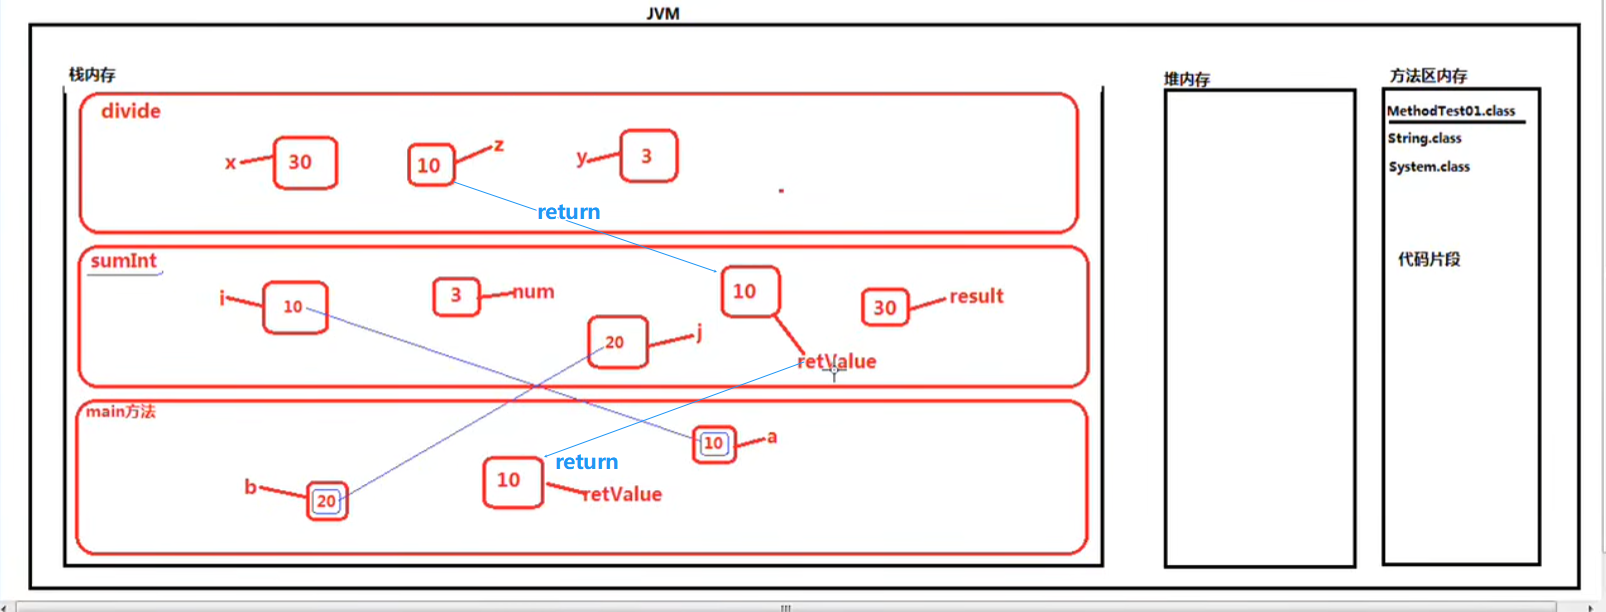 JVM
栈内存
堆内存
方法区内存
divide
x
30
10
z
y
3
return
MethodTest01.class
String.class
System.class
代码片段
sumInt
i
10
3
num
20
j
10
retValue
30
result
main方法
b
20
10
retValue
return
10
a